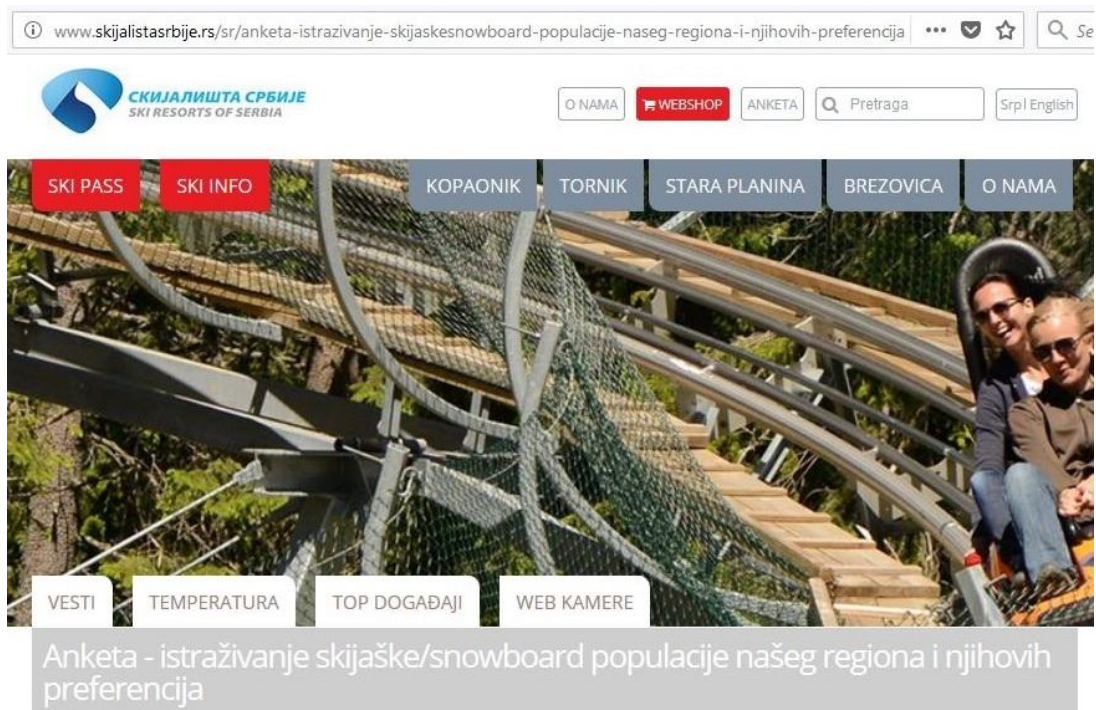 www.skijalistasrbije.rs/sr/anketa-istrazivanje-skijaskesnowboard-populacije-naseg-regiona-i-njihovih-preferencija
Se
СКИЈАЛИШТА СРБИЈЕ
SKI RESORTS OF SERBIA
O NAMA
WEBSHOP
ANKETA
Pretraga
Srp| English
SKI PASS
SKI INFO
KOPAONIK
TORNIK
STARA PLANINA
BREZOVICA
O NAMA
VESTI
TEMPERATURA
TOP DOGAĐAJI
WEB KAMERE
Anketa - istraživanje skijaške/snowboard populacije našeg regiona i njihovih
preferencija